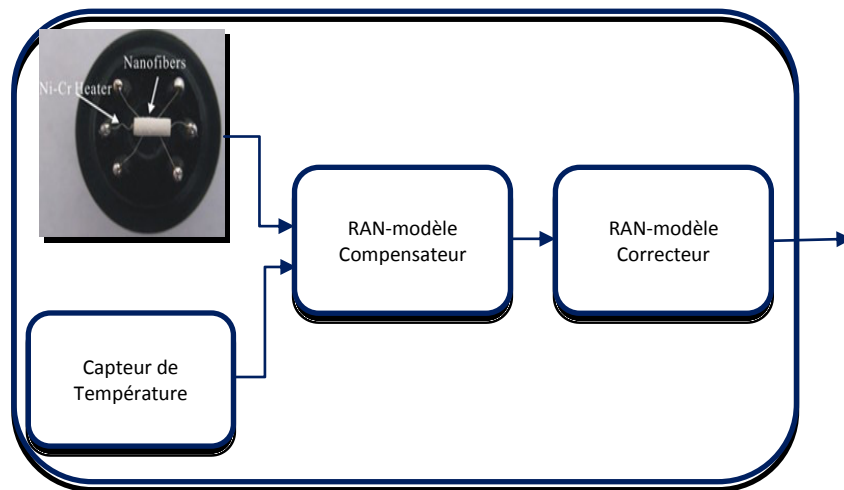 Nanofibers
Ni-Cr Heater
RAN-modèle
Compensateur
RAN-modèle
Correcteur
Capteur de
Température